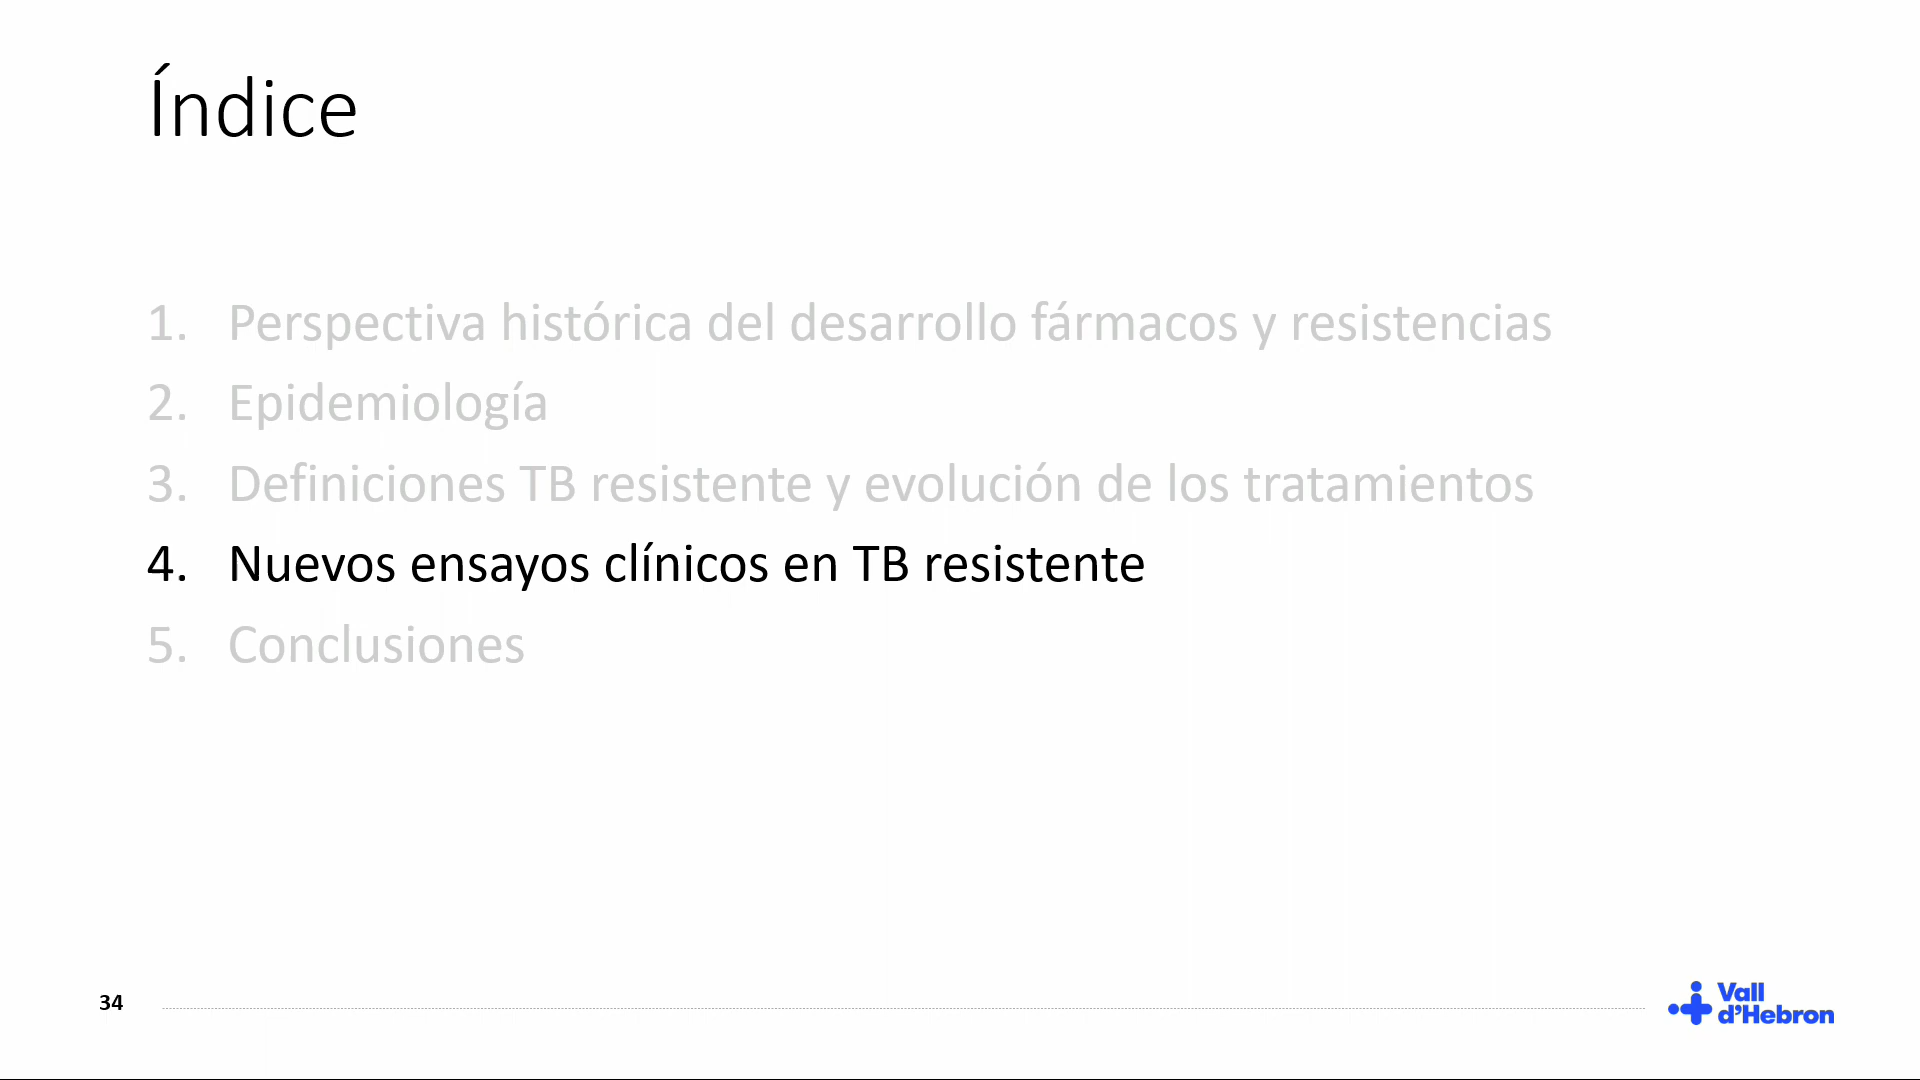 Índice
1. Perspectiva histórica del desarrollo fármacos y resistencias
2. Epidemiología
3. Definiciones TB resistente y evolución de los tratamientos
4. Nuevos ensayos clínicos en TB resistente
5. Conclusiones
34
Vall
d'Hebron